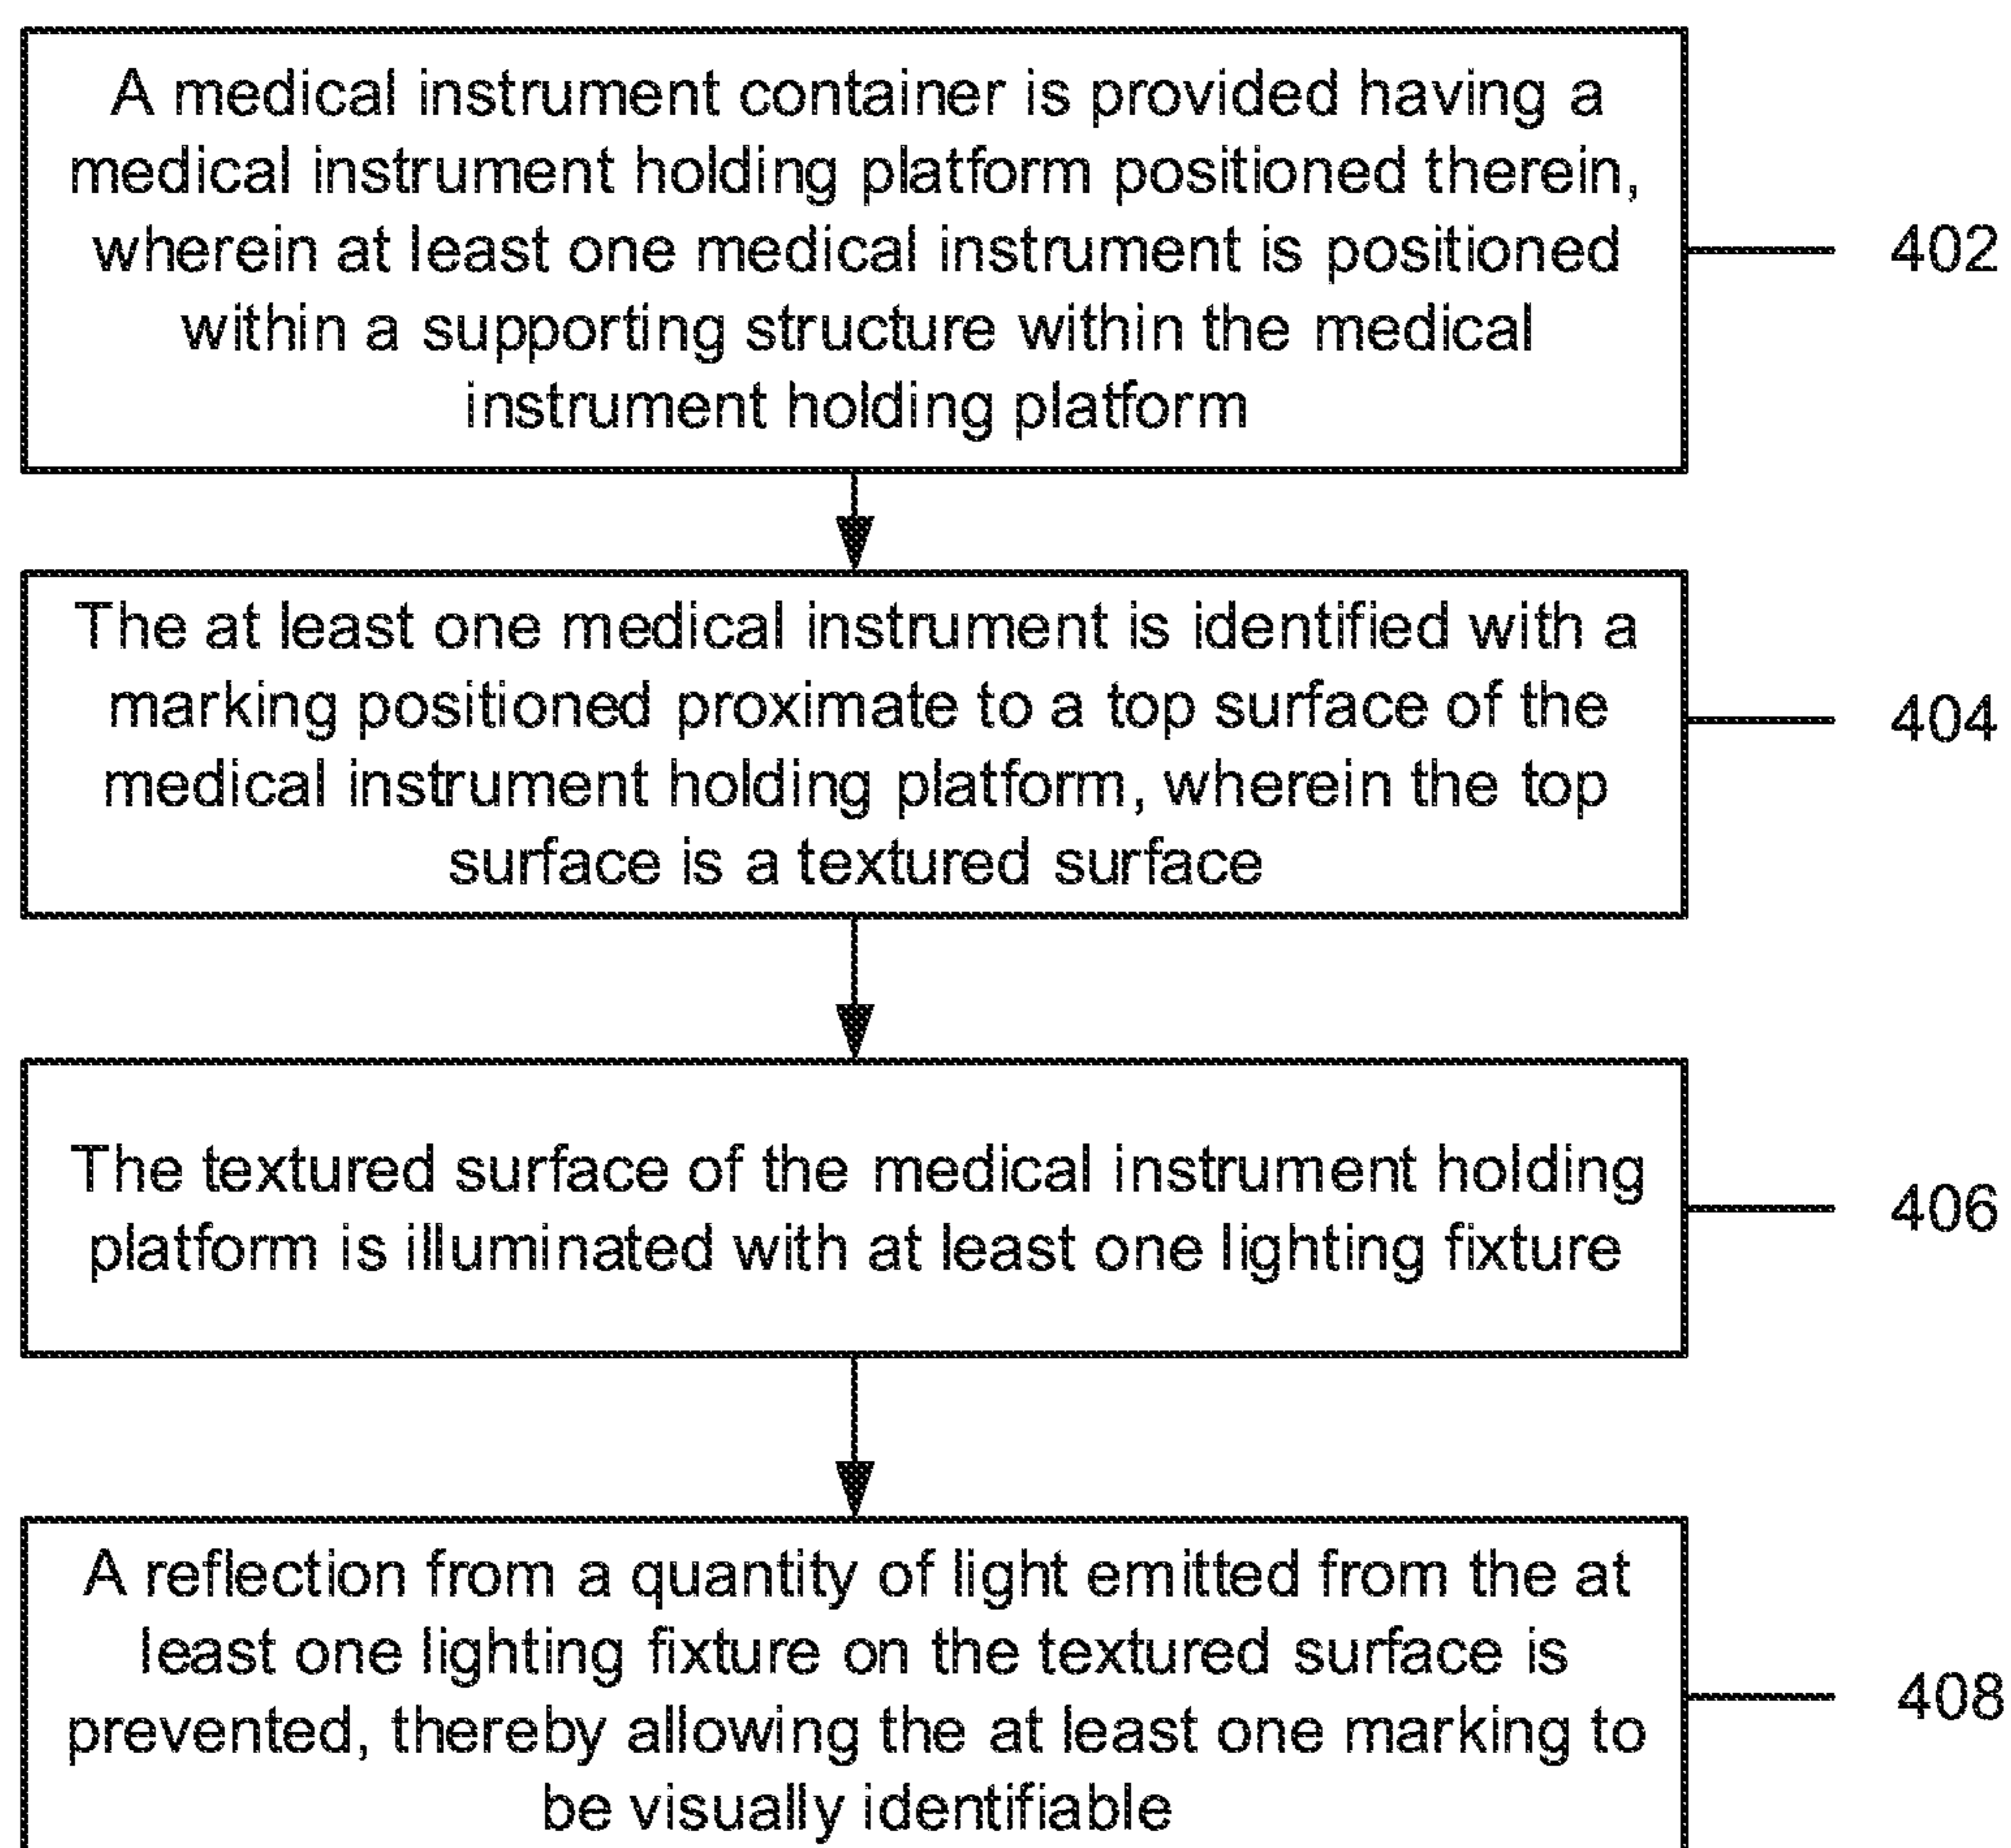 A medical instrument container is provided having a
medical instrument holding platform positioned therein,
wherein at least one medical instrument is positioned
within a supporting structure within the medical
instrument holding platform
402
The at least one medical instrument is identified with a
marking positioned proximate to a top surface of the
medical instrument holding platform, wherein the top
surface is a textured surface
404
The textured surface of the medical instrument holding
platform is illuminated with at least one lighting fixture
406
A reflection from a quantity of light emitted from the at
least one lighting fixture on the textured surface is
prevented, thereby allowing the at least one marking to
be visually identifiable
408